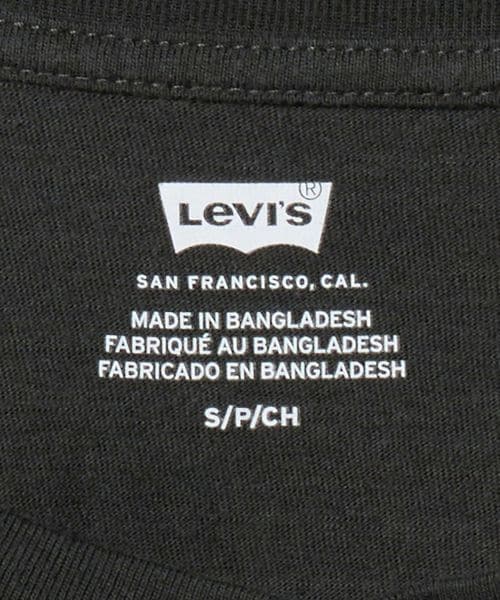 Levi's ®
SAN FRANCISCO, CAL.
MADE IN BANGLADESH
FABRIQUÉ AU BANGLADESH
FABRICADO EN BANGLADESH
S/P/CH